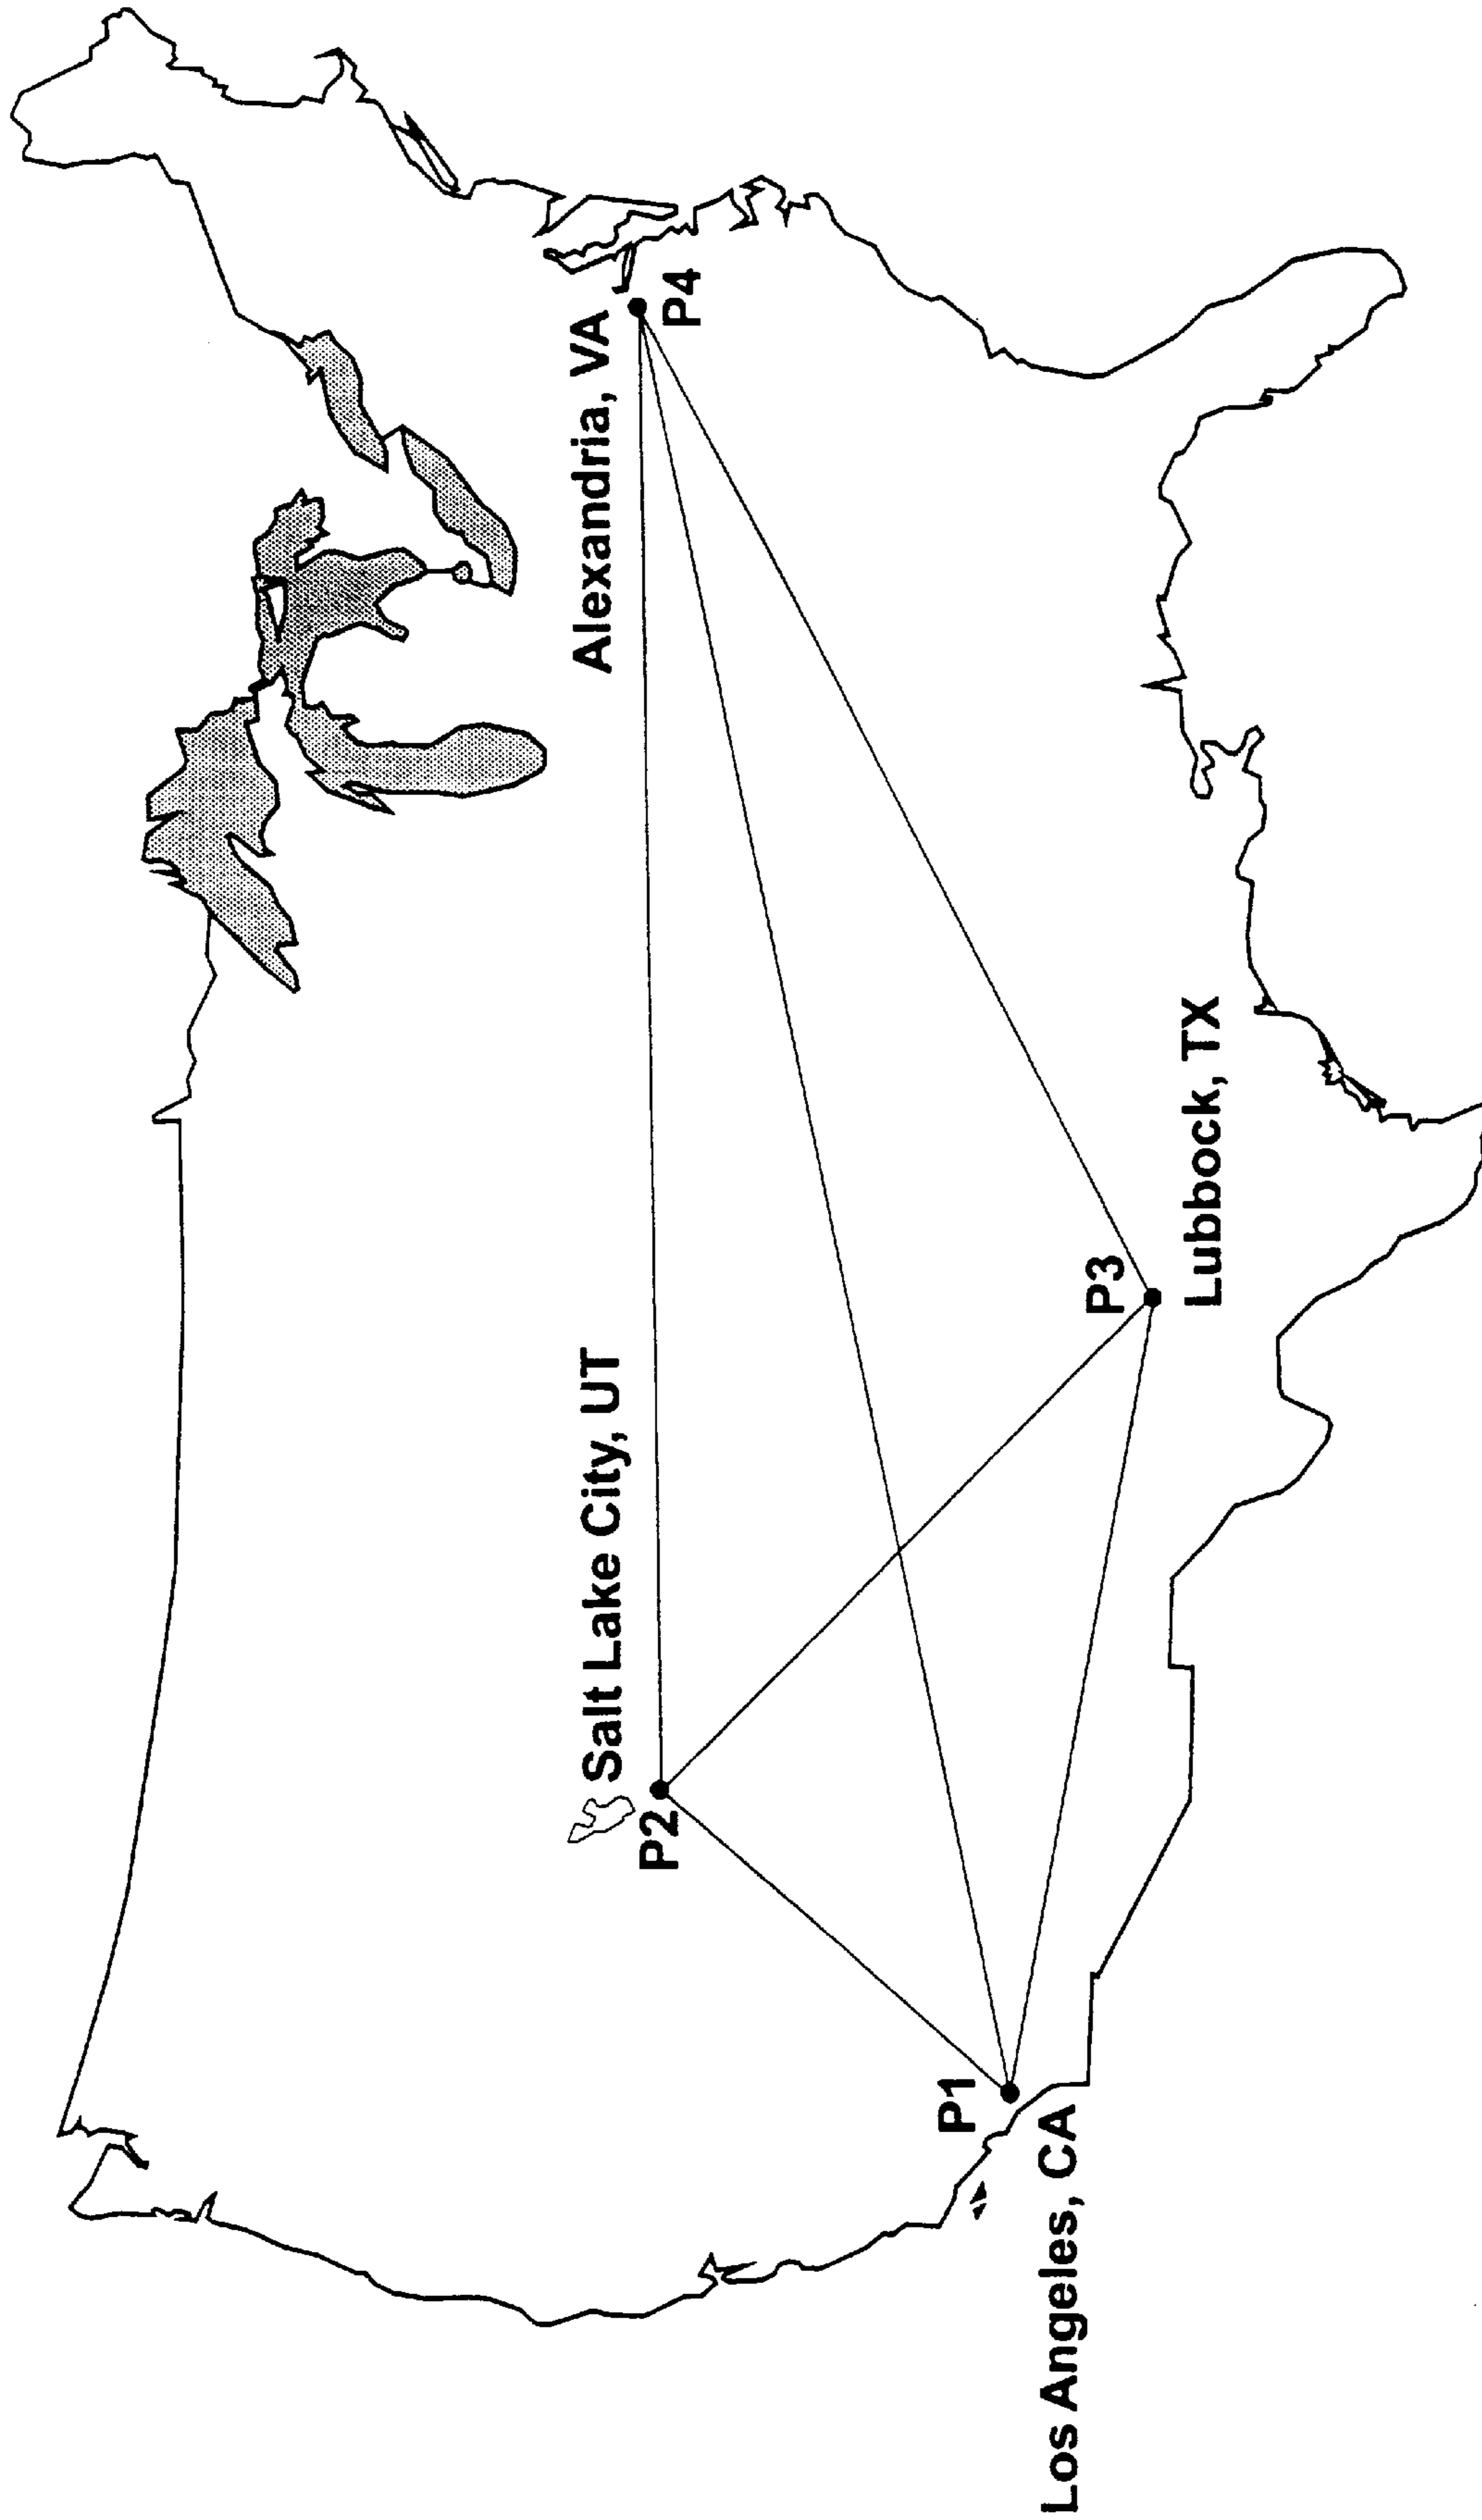 Salt Lake City, UT
P2
Alexandria, VA
P4
P1
Los Angeles, CA
P3
Lubbock, TX